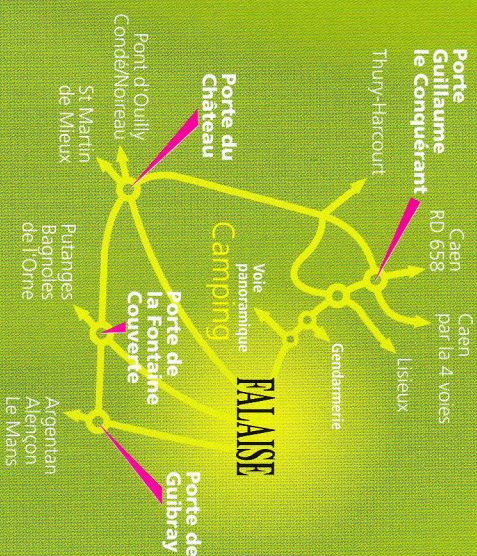 Porte
Guillaume
le Conquérant
Caen
RD 658
Caen
par la 4 voies
Thury-Harcourt
Lisieux
Gendarmerie
Voie
panoramique
Porte du
Château
Pont d'Ouilly
Condé/Noireau
St Martin
de Mieux
Camping
FALAISE
Porte de
la Fontaine
Couverte
Putanges
Bagnoles
de l'Orne
Porte de
Guibray
Argentan
Alençon
Le Mans